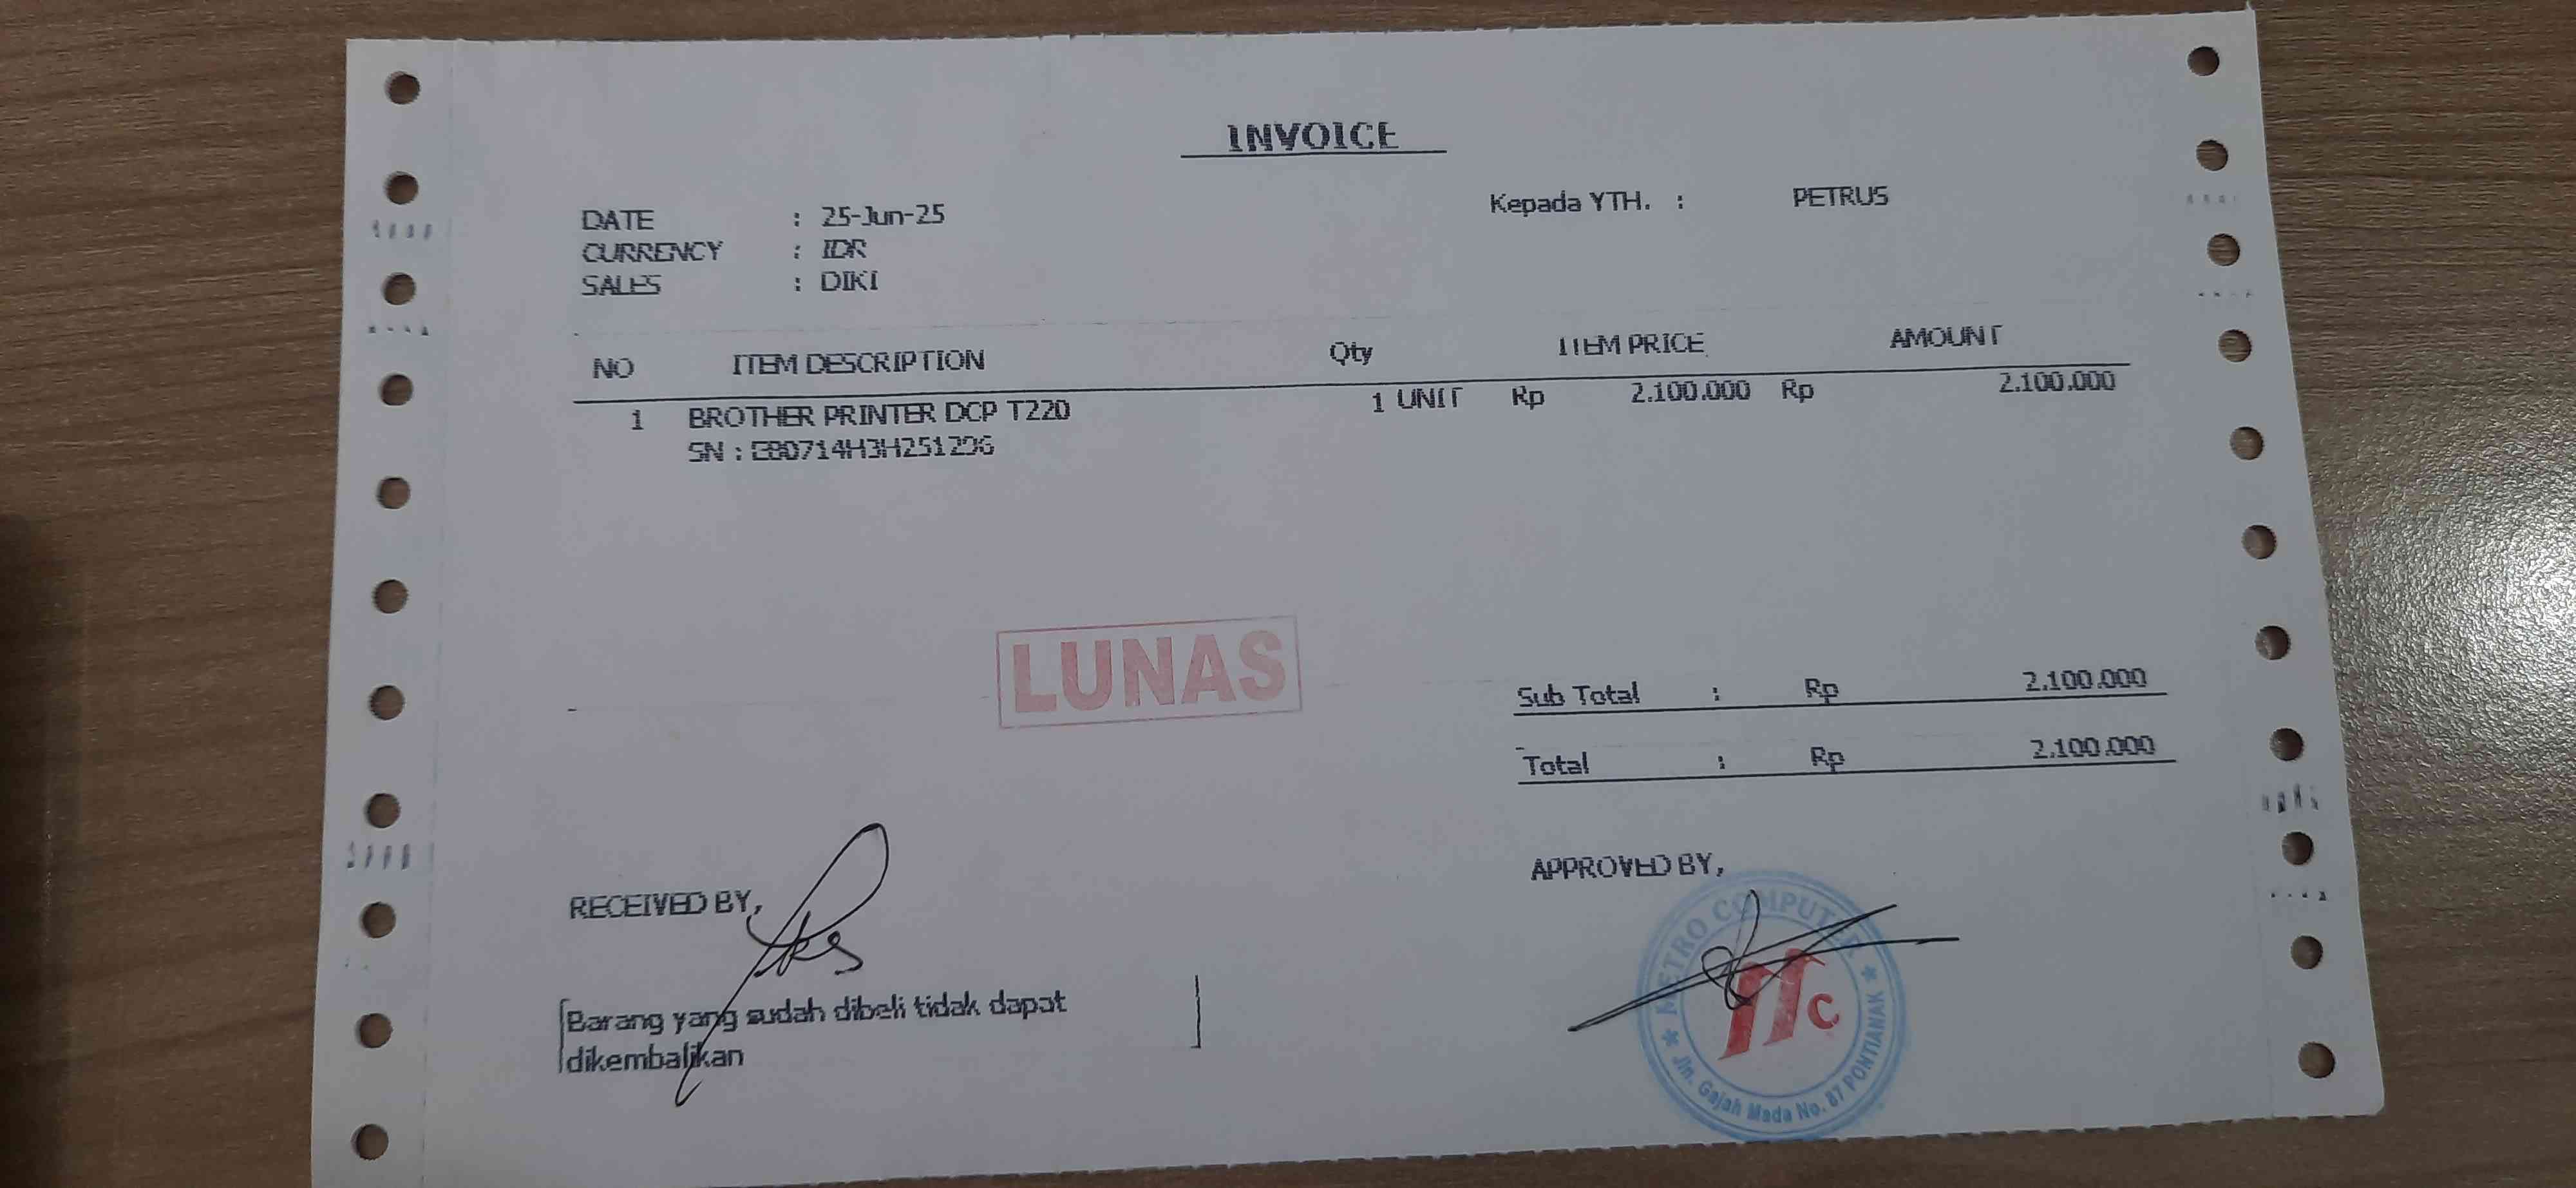 INVOICE
DATE : 25-Jun-25
CURRENCY : IDR
SALES : DIKI
Kepada YTH. : PETRUS
NO ITEM DESCRIPTION Qty ITEM PRICE AMOUNT
1 BROTHER PRINTER DCP T220 1 UNIT Rp 2.100.000 Rp 2.100.000
SN :
LUNAS
Sub Total : Rp 2.100.000
Total : Rp 2.100.000
RECEIVED BY,
APPROVED BY,
METRO COMPUTER
Jln. Gajah Mada No. 87 PONTIANAK
Barang yang sudah dibeli tidak dapat
dikembalikan